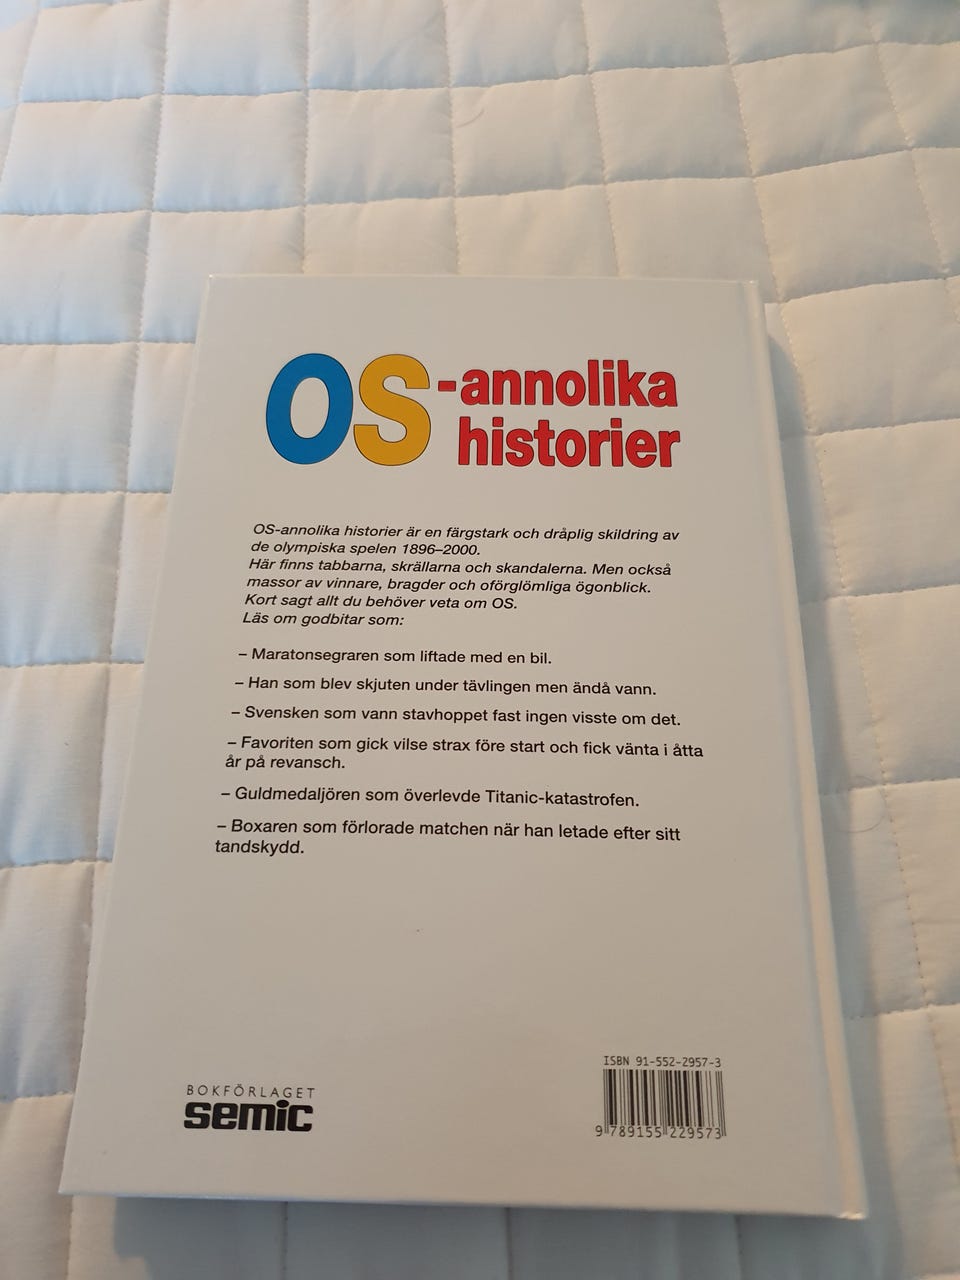 OS-annolika
historier
OS-annolika historier är en färgstark och dråplig skildring av
de olympiska spelen 1896–2000.
Här finns tabbarna, skrällarna och skandalerna. Men också
massor av vinnare, bragder och oförglömliga ögonblick.
Kort sagt allt du behöver veta om OS.
Läs om godbitar som:
– Maratonsegraren som liftade med en bil.
– Han som blev skjuten under tävlingen men ändå vann.
– Svensken som vann stavhoppet fast ingen visste om det.
– Favoriten som gick vilse strax före start och fick vänta i åtta
år på revansch.
– Guldmedaljören som överlevde Titanic-katastrofen.
– Boxaren som förlorade matchen när han letade efter sitt
tandskydd.
BOKFÖRLAGET
semic
ISBN 91-552-2957-3
9 789155 229573